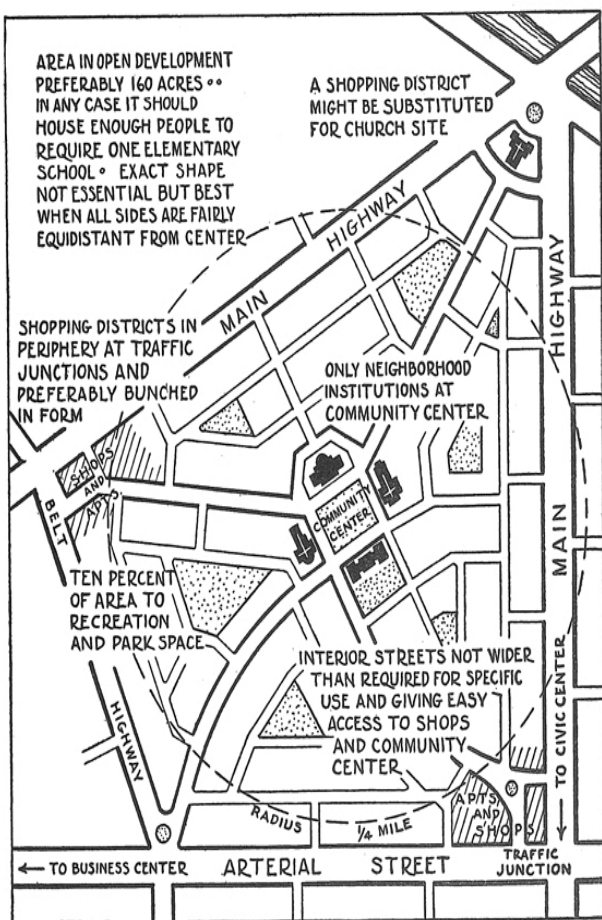 AREA IN OPEN DEVELOPMENT
PREFERABLY 160 ACRES ••
IN ANY CASE IT SHOULD
HOUSE ENOUGH PEOPLE TO
REQUIRE ONE ELEMENTARY
SCHOOL • EXACT SHAPE
NOT ESSENTIAL BUT BEST
WHEN ALL SIDES ARE FAIRLY
EQUIDISTANT FROM CENTER
A SHOPPING DISTRICT
MIGHT BE SUBSTITUTED
FOR CHURCH SITE
MAIN HIGHWAY
HIGHWAY
MAIN
SHOPPING DISTRICTS IN
PERIPHERY AT TRAFFIC
JUNCTIONS AND
PREFERABLY BUNCHED
IN FORM
ONLY NEIGHBORHOOD
INSTITUTIONS AT
COMMUNITY CENTER
SHOPS
AND
APTS.
BELT
HIGHWAY
COMMUNITY
CENTER
TEN PERCENT
OF AREA TO
RECREATION
AND PARK SPACE
INTERIOR STREETS NOT WIDER
THAN REQUIRED FOR SPECIFIC
USE AND GIVING EASY
ACCESS TO SHOPS
AND COMMUNITY
CENTER
TO CIVIC CENTER
RADIUS 1/4 MILE
APTS
AND
SHOPS
← TO BUSINESS CENTER ARTERIAL STREET
TRAFFIC
JUNCTION